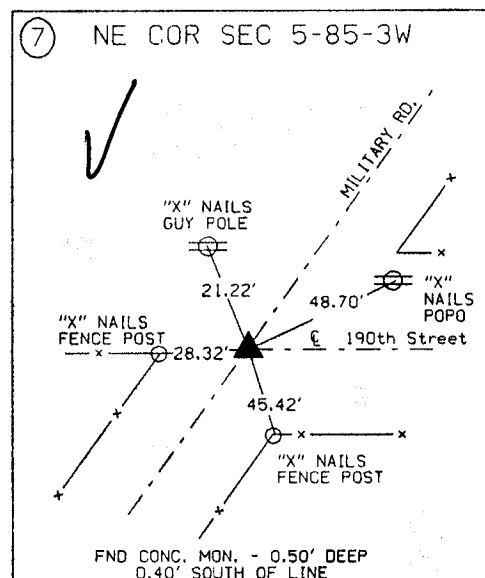 7 NE COR SEC 5-85-3W
MILITARY RD.
"X" NAILS
GUY POLE
21.22'
48.70'
"X"
NAILS
POPO
"X" NAILS
FENCE POST
28.32'
℄ 190th Street
45.42'
"X" NAILS
FENCE POST
FND CONC. MON. - 0.50' DEEP
0.40' SOUTH OF LINE